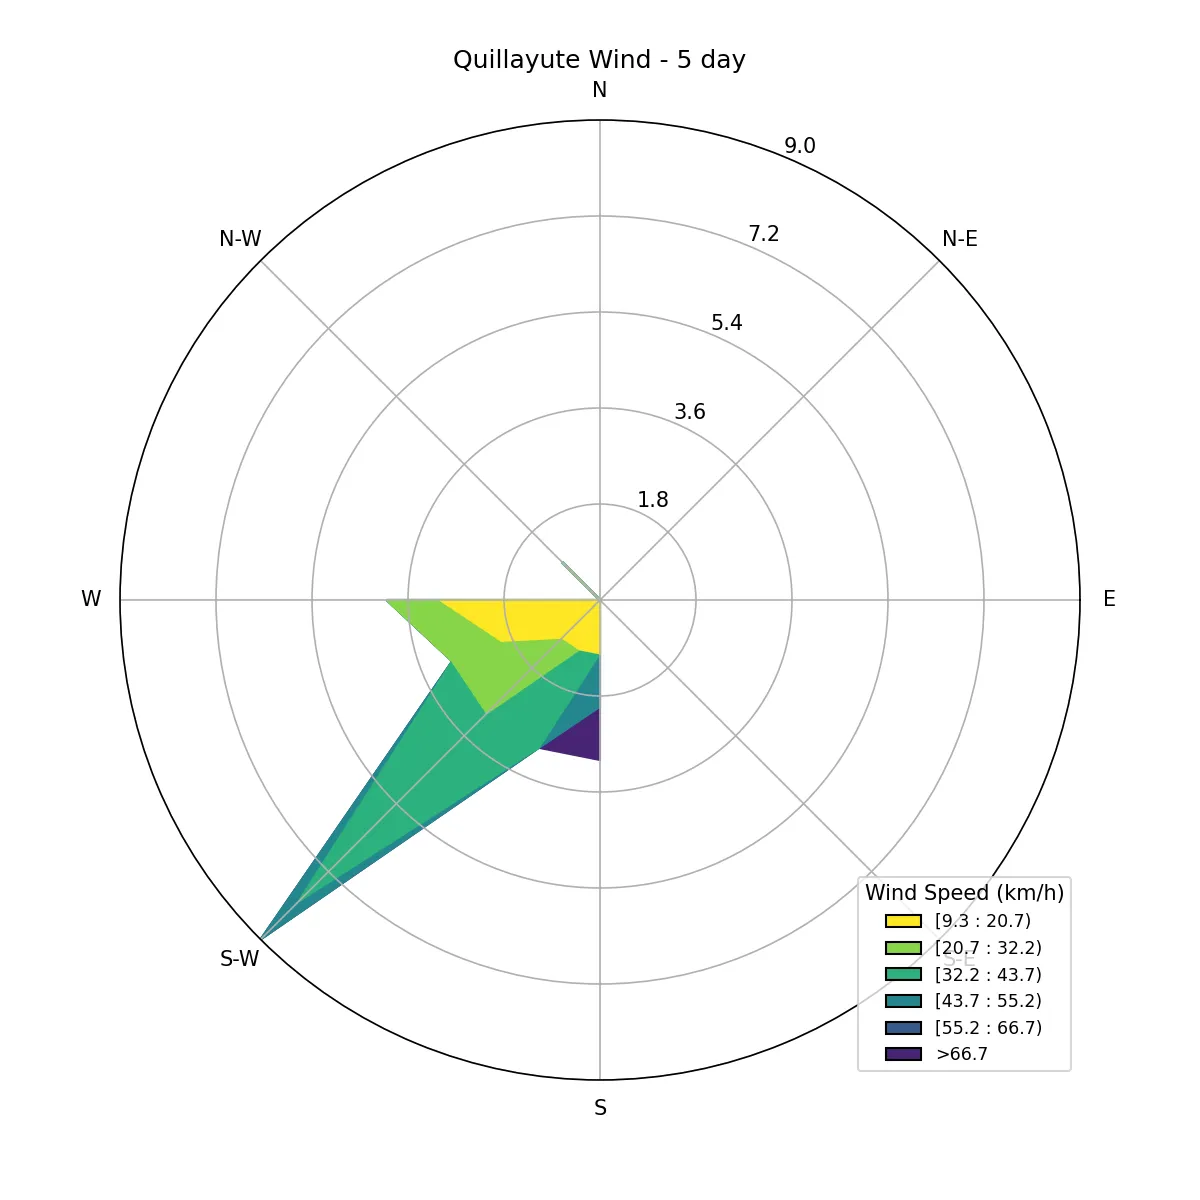 Quillayute Wind - 5 day
N
9.0
N-W
7.2
N-E
5.4
3.6
1.8
W
E
S-W
S-E
S
Wind Speed (km/h)
[9.3 : 20.7)
[20.7 : 32.2)
[32.2 : 43.7)
[43.7 : 55.2)
[55.2 : 66.7)
>66.7